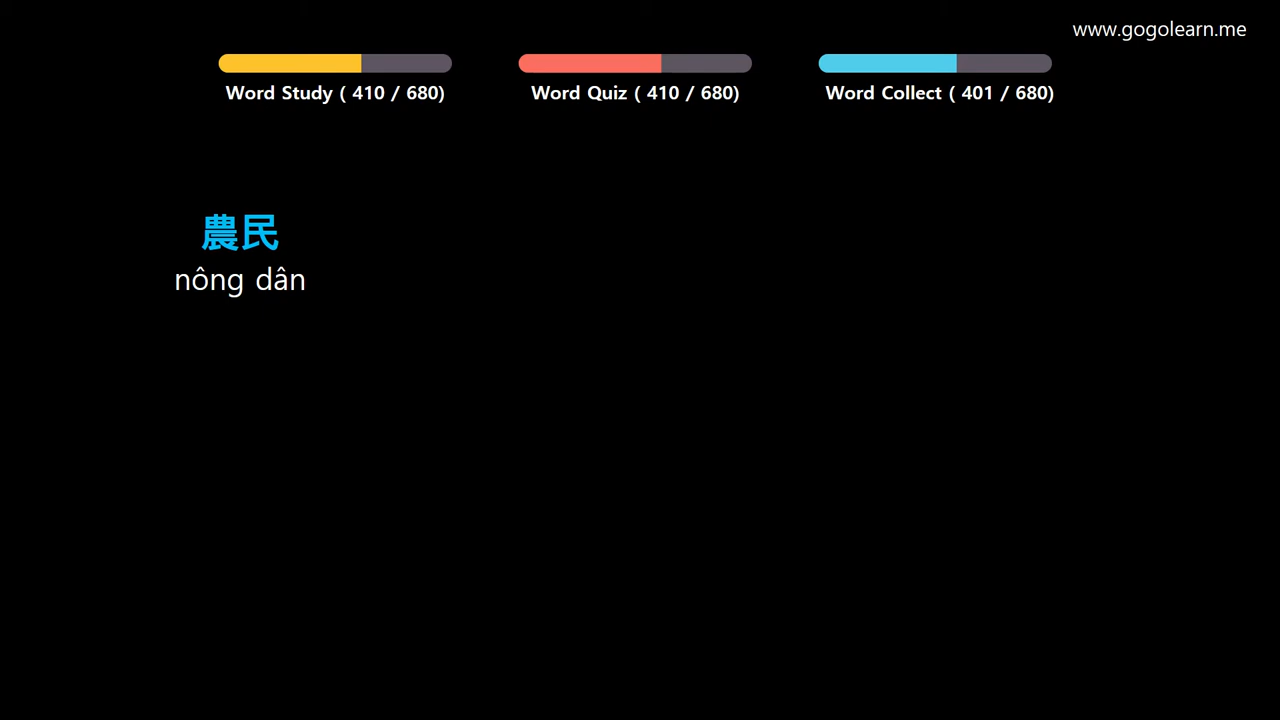 www.gogolearn.me
Word Study ( 410 / 680)
Word Quiz ( 410 / 680)
Word Collect ( 401 / 680)
農民
nông dân